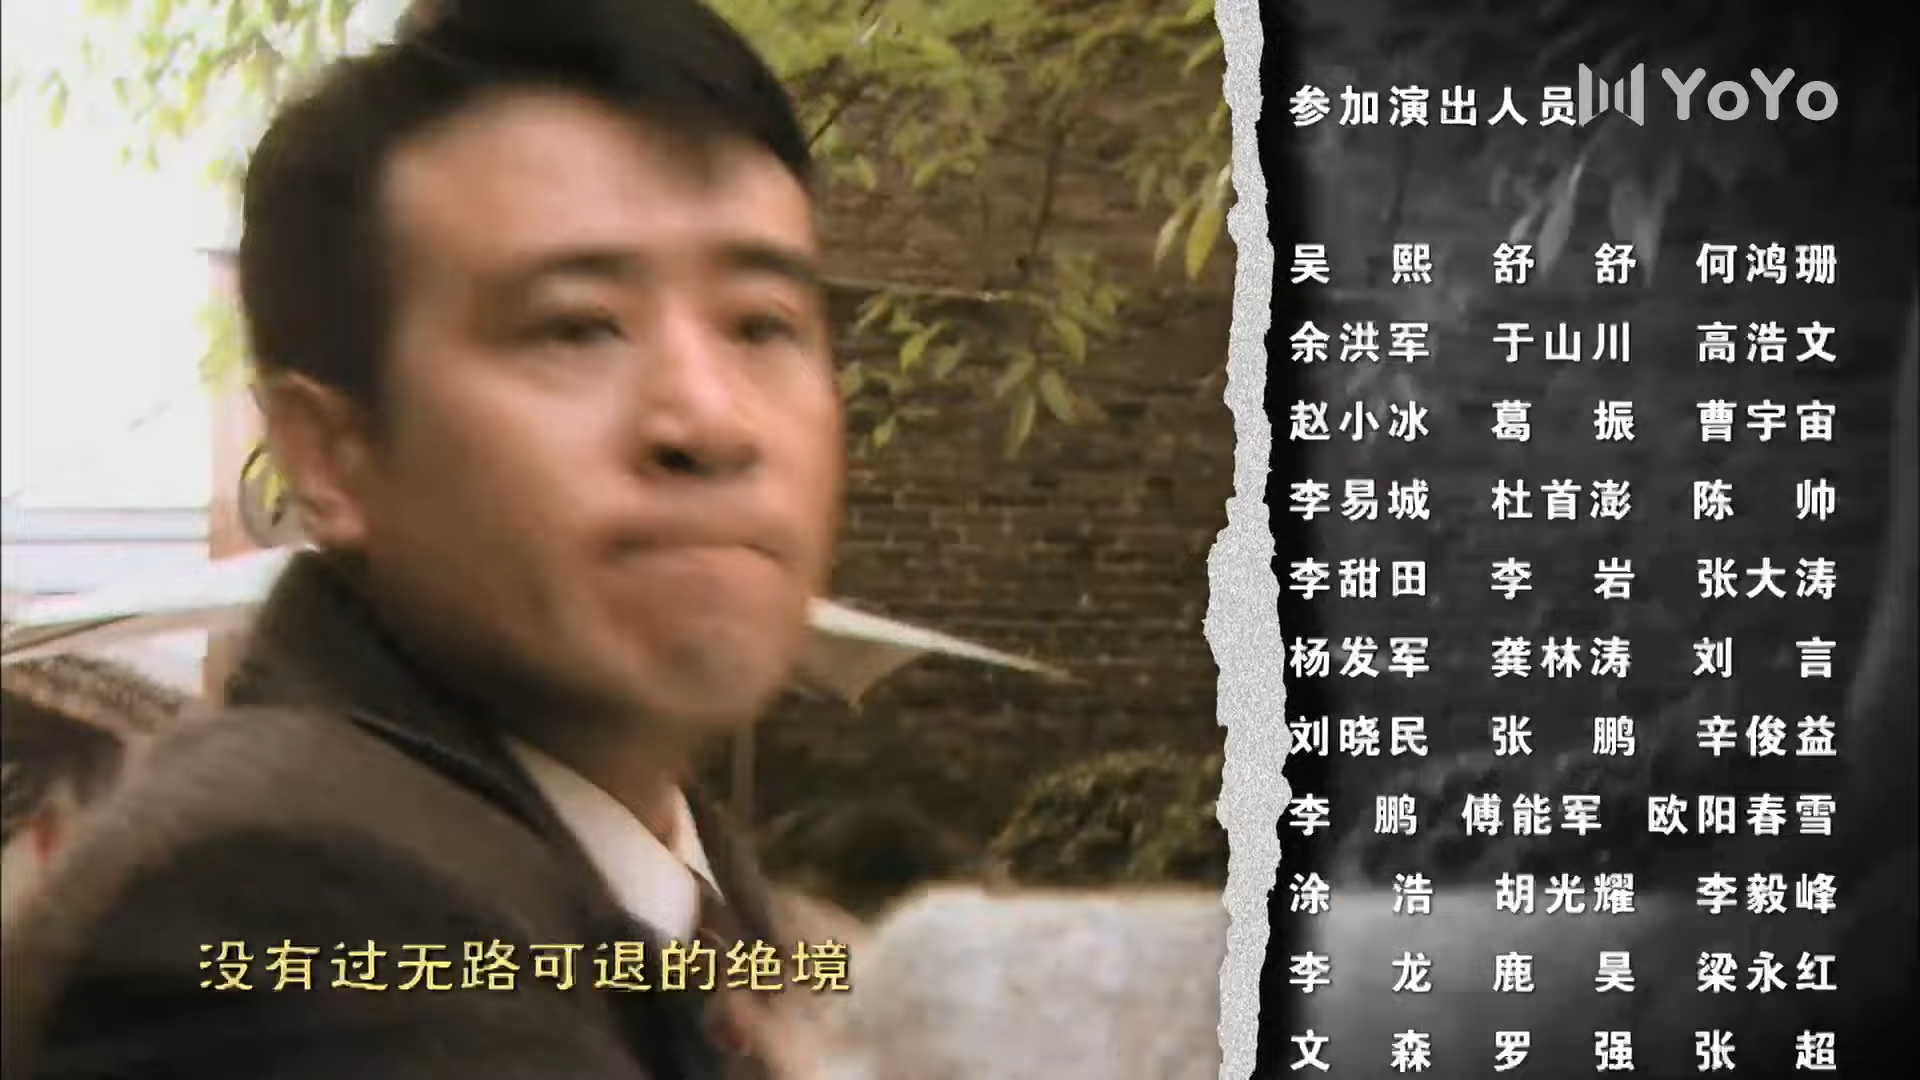 参加演出人员 YoYo
吴熙 舒舒 何鸿珊
余洪军 于山川 高浩文
赵小冰 葛振 曹宇宙
李易城 杜首澎 陈帅
李甜田 李岩 张大涛
杨发军 龚林涛 刘言
刘晓民 张鹏 辛俊益
李鹏 傅能军 欧阳春雪
涂浩 胡光耀 李毅峰
李龙 鹿昊 梁永红
文森 罗强 张超
没有过无路可退的绝境